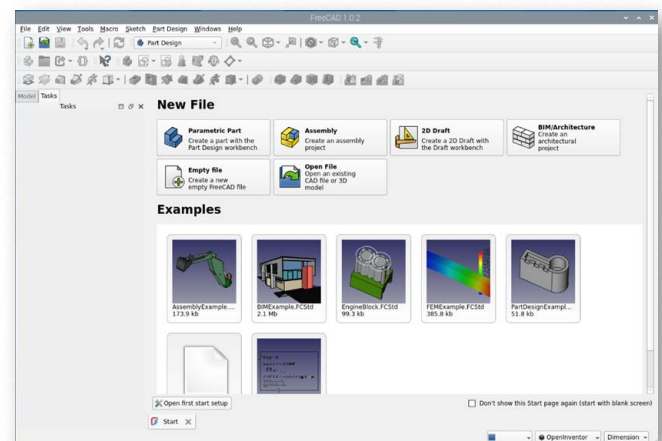 FreeCAD 1.0.2
File Edit View Tools Macro Sketch Part Design Windows Help
Part Design
Model Tasks
Tasks
New File
Parametric Part
Create a part with the
Part Design workbench
Assembly
Create an assembly
project
2D Draft
Create a 2D Draft with
the Draft workbench
BIM/Architecture
Create an
architectural
project
Empty file
Create a new
empty FreeCAD file
Open File
Open an existing
CAD file or 3D
model
Examples
AssemblyExample....
173.9 kb
BIMExample.FCStd
2.1 Mb
EngineBlock.FCStd
99.3 kb
FEMExample.FCStd
385.8 kb
PartDesignExampl...
51.8 kb
Open first start setup
Don't show this Start page again (start with blank screen)
Start
OpenInventor
Dimension